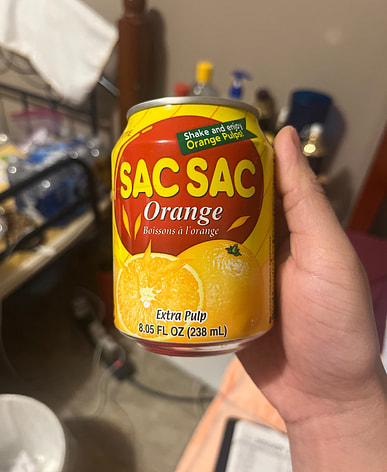 Shake and enjoy
Orange Pulps!
SAC SAC
Orange
Boissons à l'orange
Extra Pulp
8.05 FL OZ (238 mL)